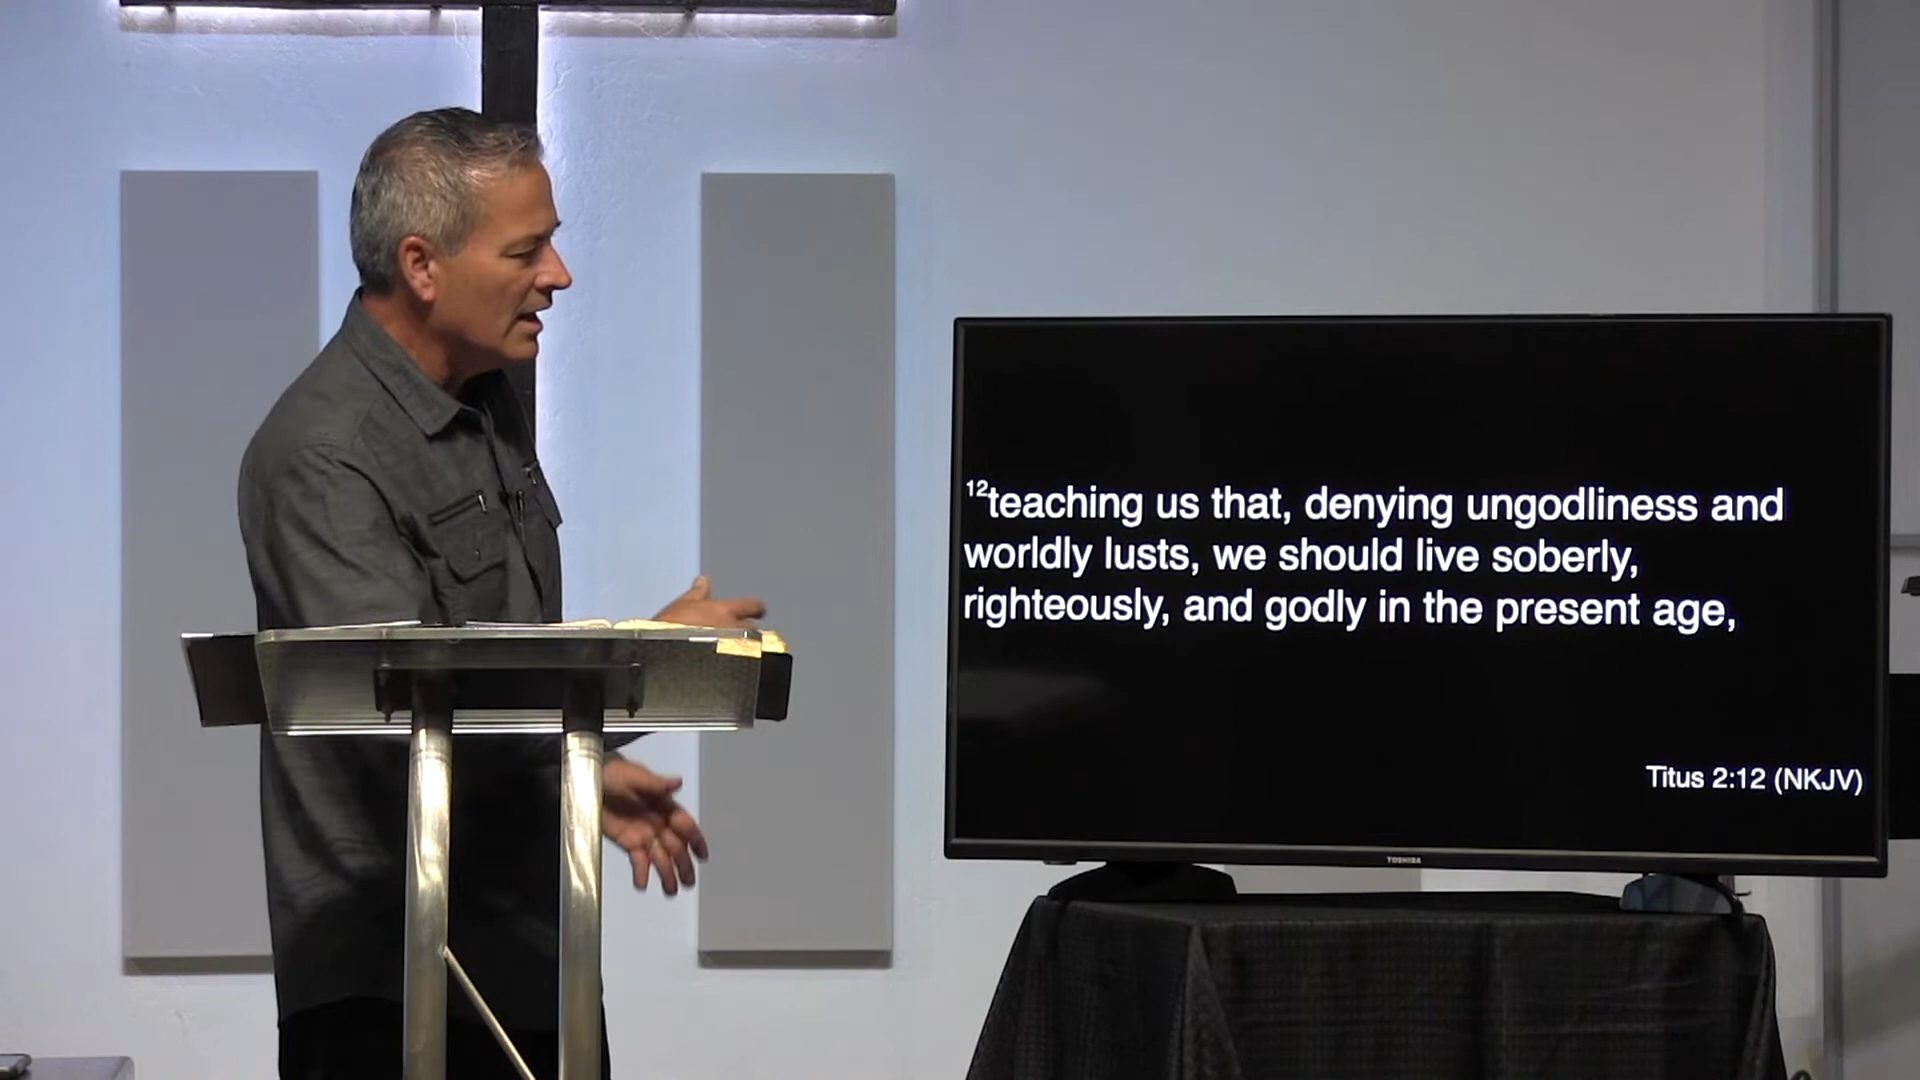 12teaching us that, denying ungodliness and
worldly lusts, we should live soberly,
righteously, and godly in the present age,
Titus 2:12 (NKJV)
TOSHIBA